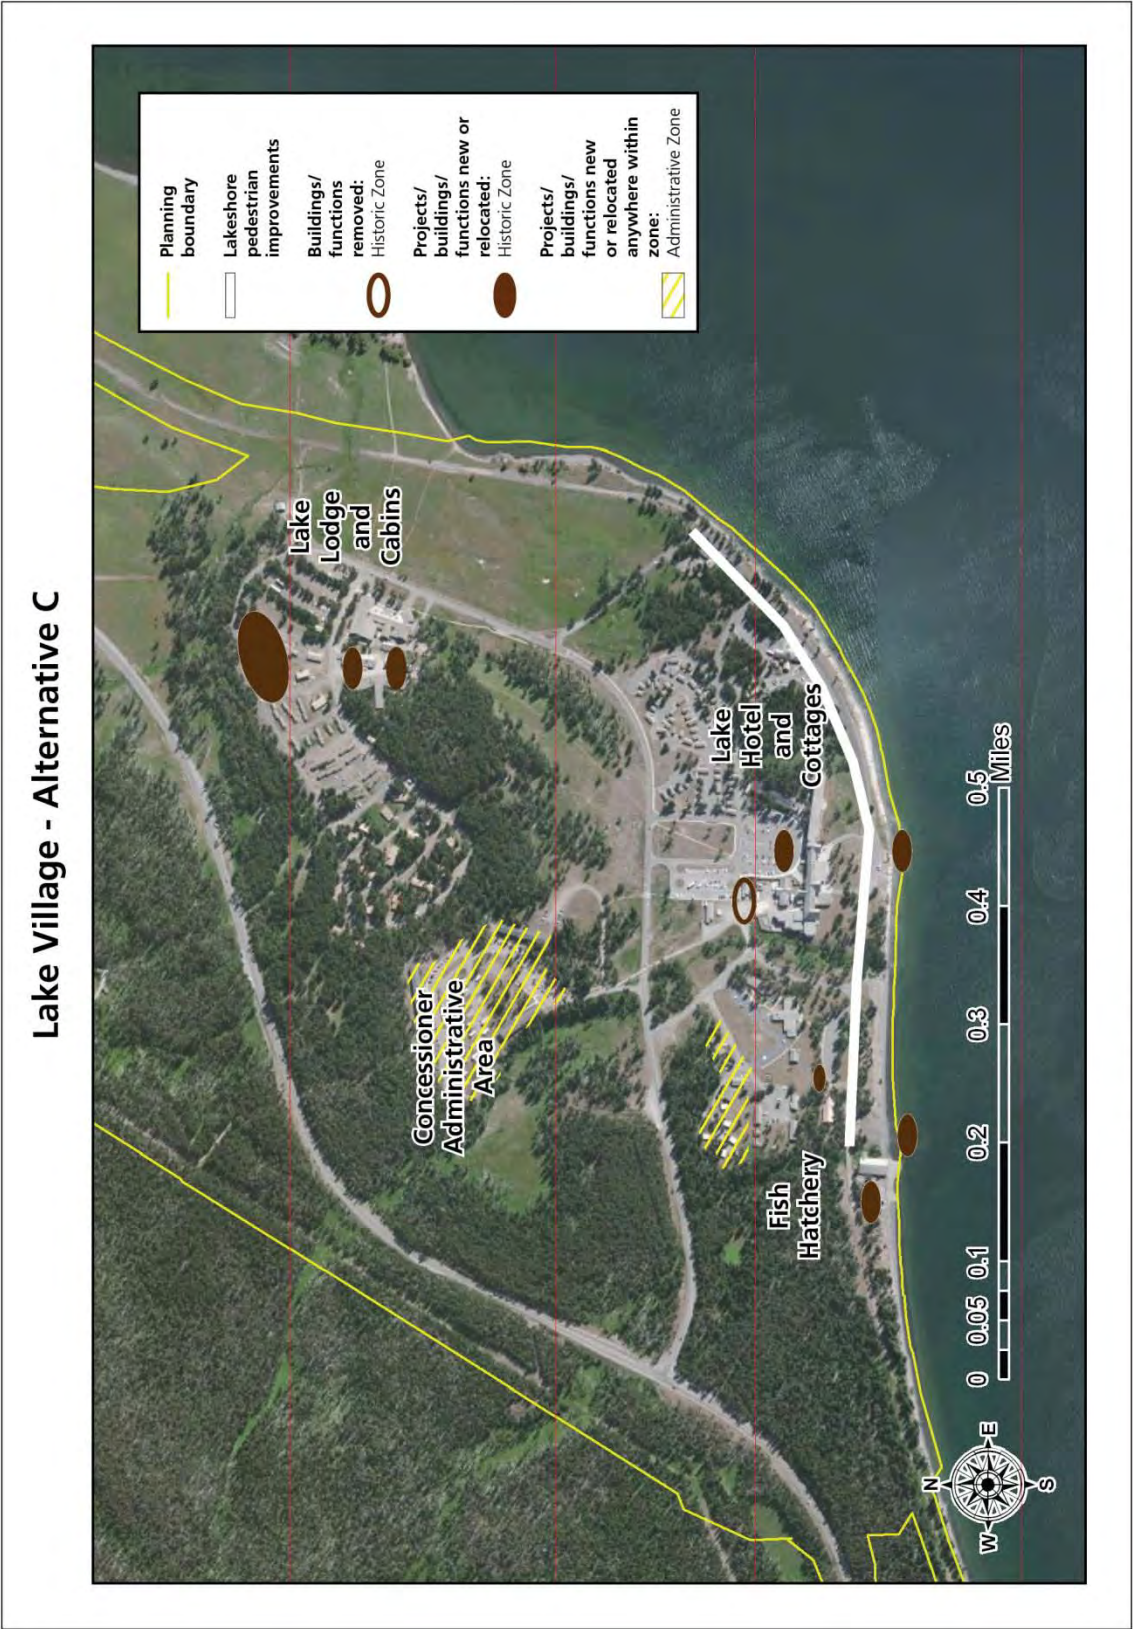 Lake Village - Alternative C
Planning
boundary
Lakeshore
pedestrian
improvements
Buildings/
functions
removed:
Historic Zone
Projects/
buildings/
functions new or
relocated:
Historic Zone
Projects/
buildings/
functions new
or relocated
anywhere within
zone:
Administrative Zone
Lake
Lodge
and
Cabins
Concessioner
Administrative
Area
Lake
Hotel
and
Cottages
Fish
Hatchery
N
W E
S
0 0.05 0.1 0.2 0.3 0.4 0.5
Miles